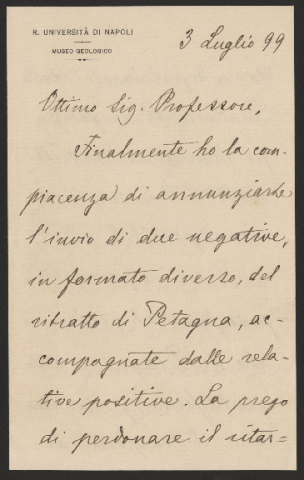 R. UNIVERSITÀ DI NAPOLI
MUSEO GEOLOGICO
3 Luglio 99
Ottimo Sig. Professore,
Finalmente ho la com-
piacenza di annunziarle
l'invio di due negative,
in formato diverso, del
ritratto di Petagna, ac-
compagnate dalle rela-
tive positive. La prego
di perdonare il ritar-